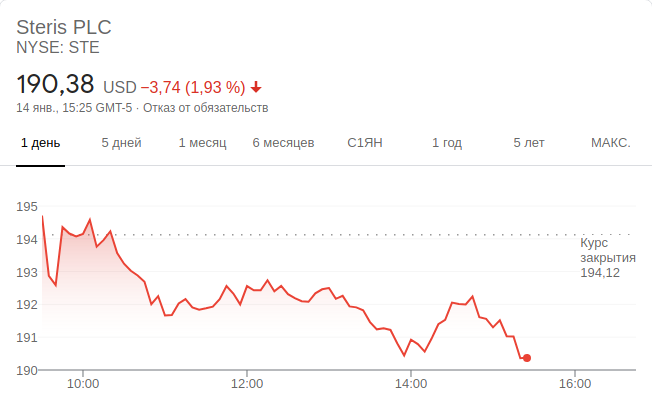 Steris PLC
NYSE: STE
190,38 USD −3,74 (1,93 %)
14 янв., 15:25 GMT-5 · Отказ от обязательств
1 день 5 дней 1 месяц 6 месяцев С1ЯН 1 год 5 лет МАКС.
195
194
193
192
191
190
Курс
закрытия
194,12
10:00 12:00 14:00 16:00